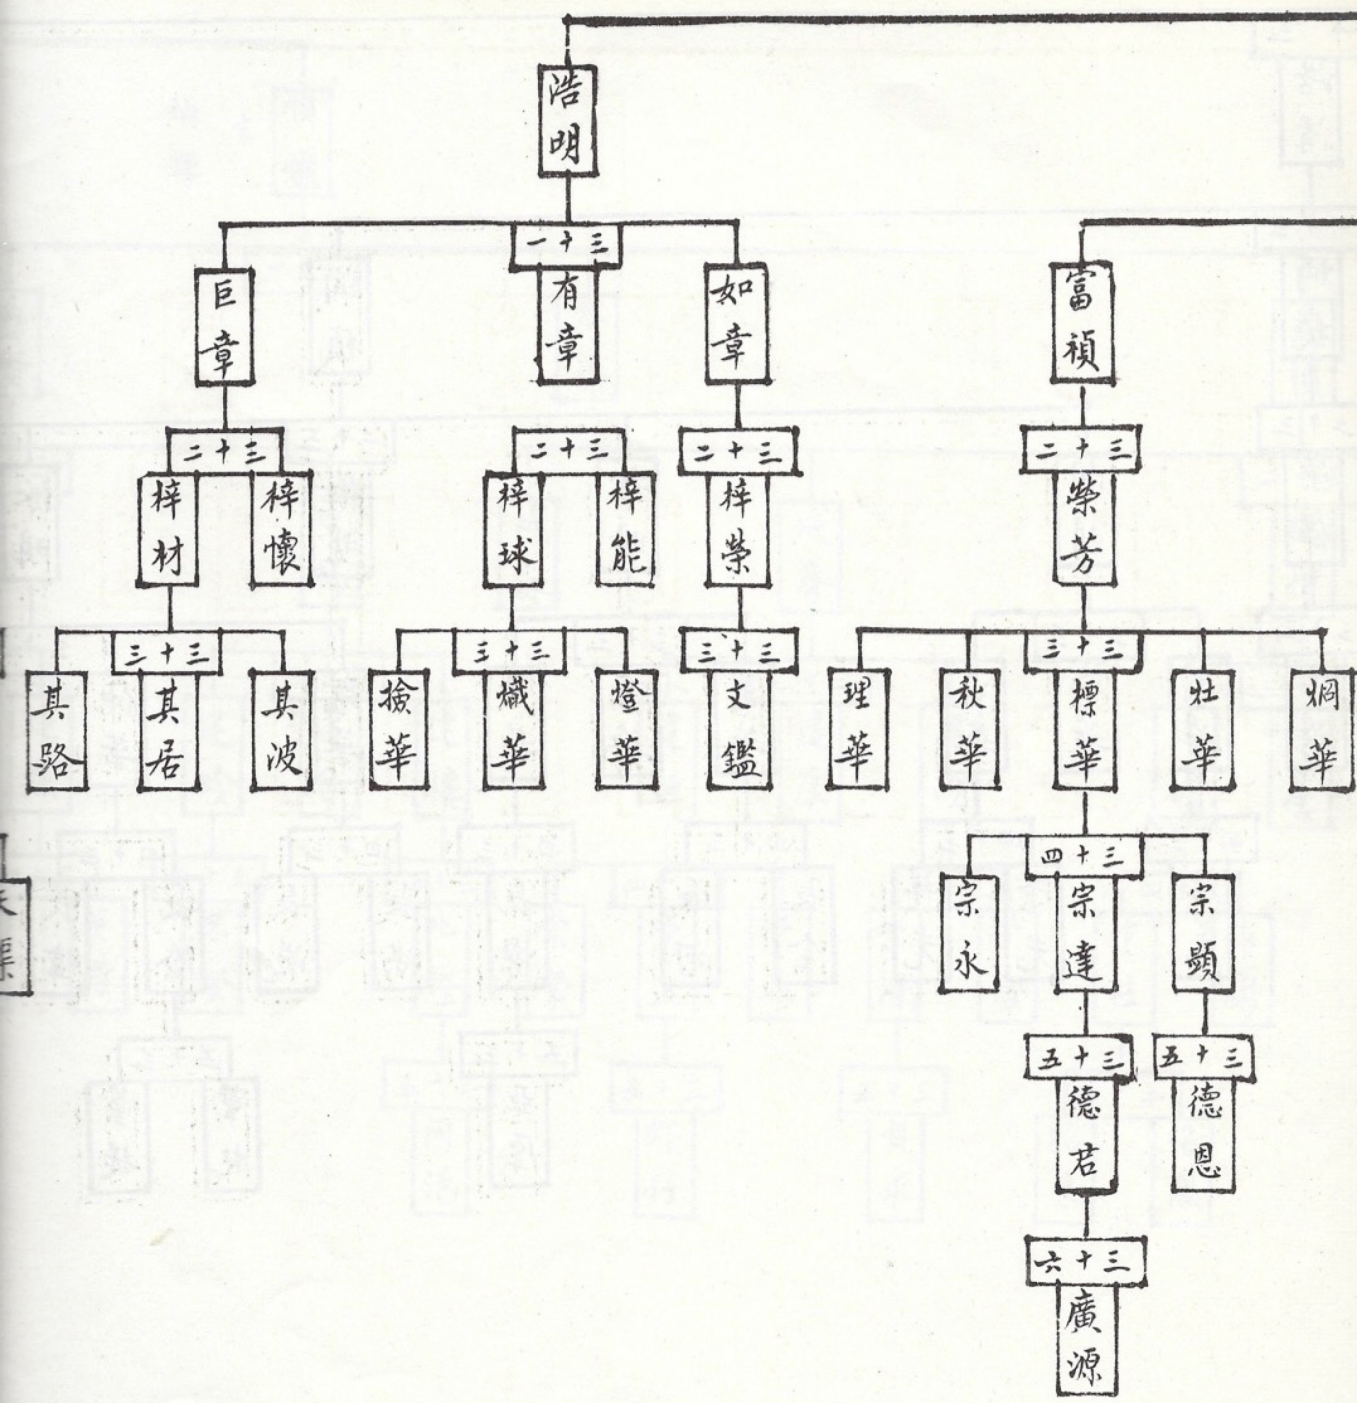 浩明
一十三
巨章
有章
如章
富禎
二十三
二十三
二十三
二十三
梓材
梓懷
梓球
梓能
梓榮
榮芳
三十三
三十三
三十三
三十三
其路
其居
其波
撿華
熾華
燈華
文鑑
理華
秋華
標華
壯華
炯華
四十三
宗永
宗達
宗顯
五十三
五十三
德君
德恩
六十三
廣源